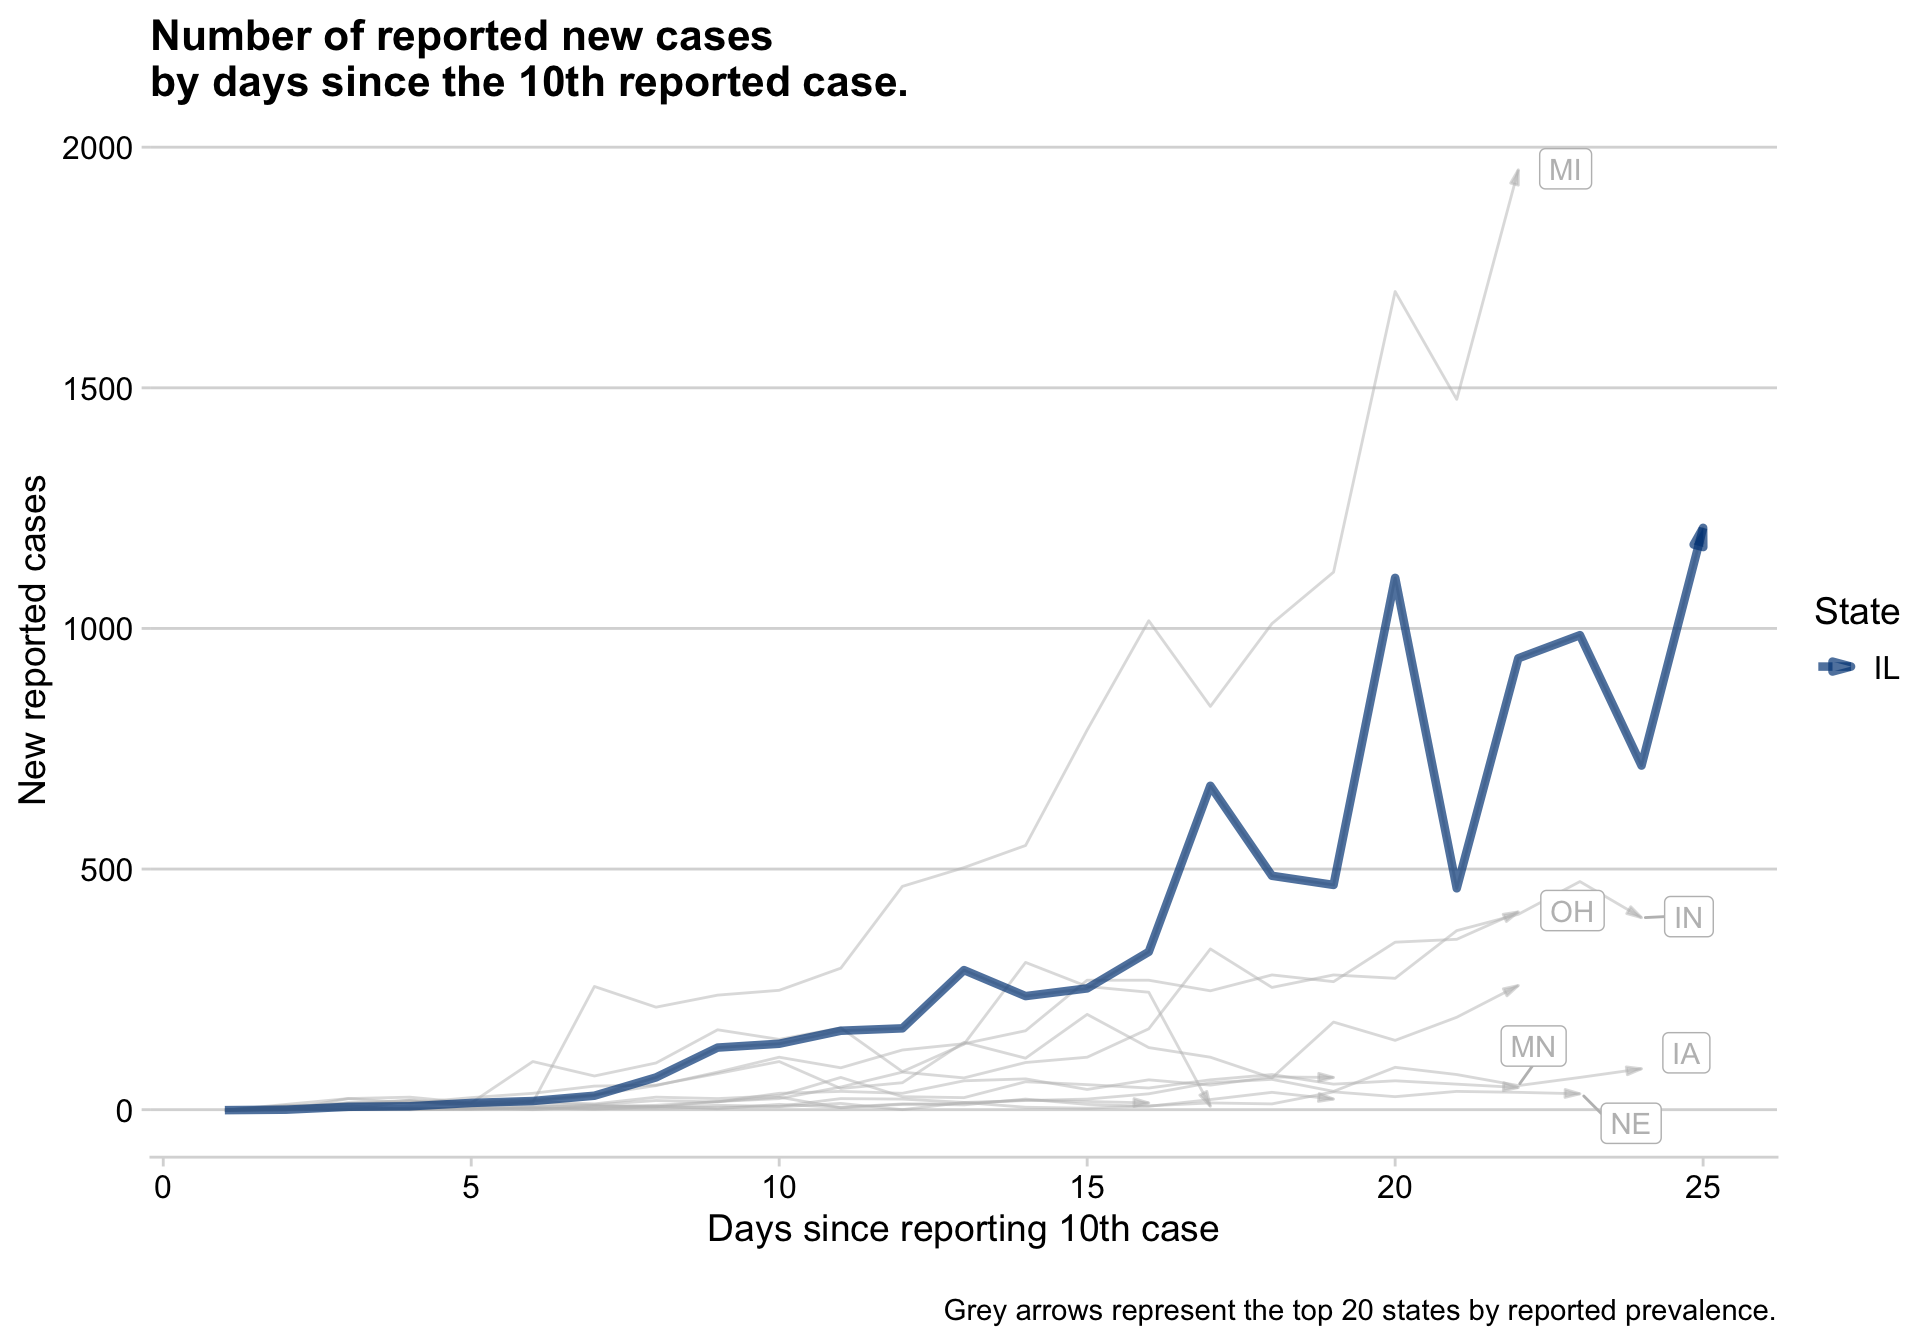 Number of reported new cases
by days since the 10th reported case.
New reported cases
2000
1500
1000
500
0
MI
OH
IN
MN
IA
NE
State
IL
0 5 10 15 20 25
Days since reporting 10th case
Grey arrows represent the top 20 states by reported prevalence.